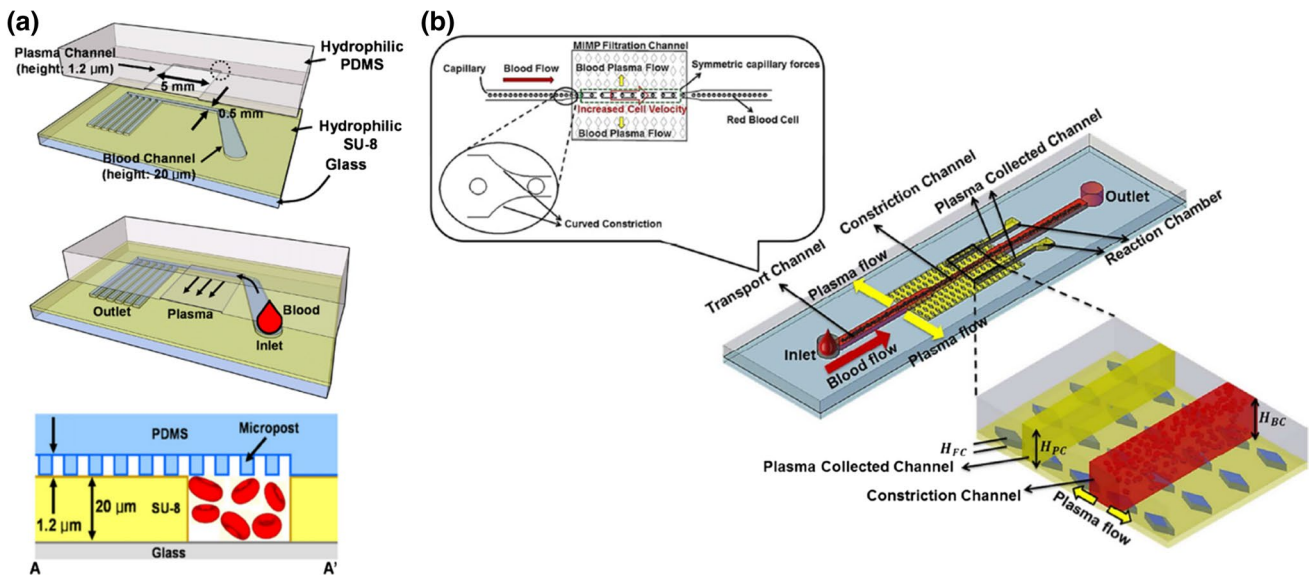 (a)
Plasma Channel
(height: 1.2 µm)
Hydrophilic
PDMS
5 mm
0.5 mm
Hydrophilic
SU-8
Blood Channel
(height: 20 µm)
Glass
Outlet
Plasma
Blood
Inlet
PDMS
Micropost
1.2 µm
20 µm
SU-8
Glass
A
A'
(b)
MIMP Filtration Channel
Capillary
Blood Flow
Blood Plasma Flow
Symmetric capillary forces
Increased Cell Velocity
Blood Plasma Flow
Red Blood Cell
Curved Constriction
Transport Channel
Constriction Channel
Plasma Collected Channel
Outlet
Reaction Chamber
Plasma flow
Inlet
Blood flow
Plasma flow
H_FC
H_PC
H_BC
Plasma Collected Channel
Constriction Channel
Plasma flow